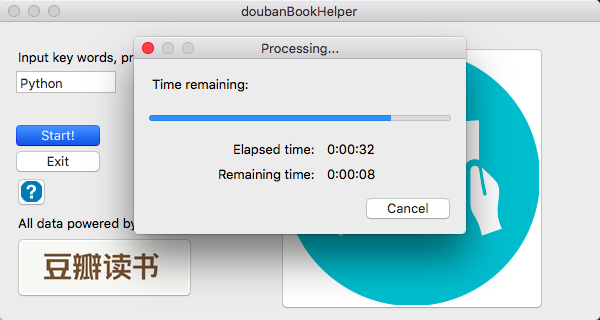 doubanBookHelper
Processing...
Input key words, pr
Python
Time remaining:
Elapsed time: 0:00:32
Remaining time: 0:00:08
Cancel
Start!
Exit
?
All data powered by
豆瓣读书